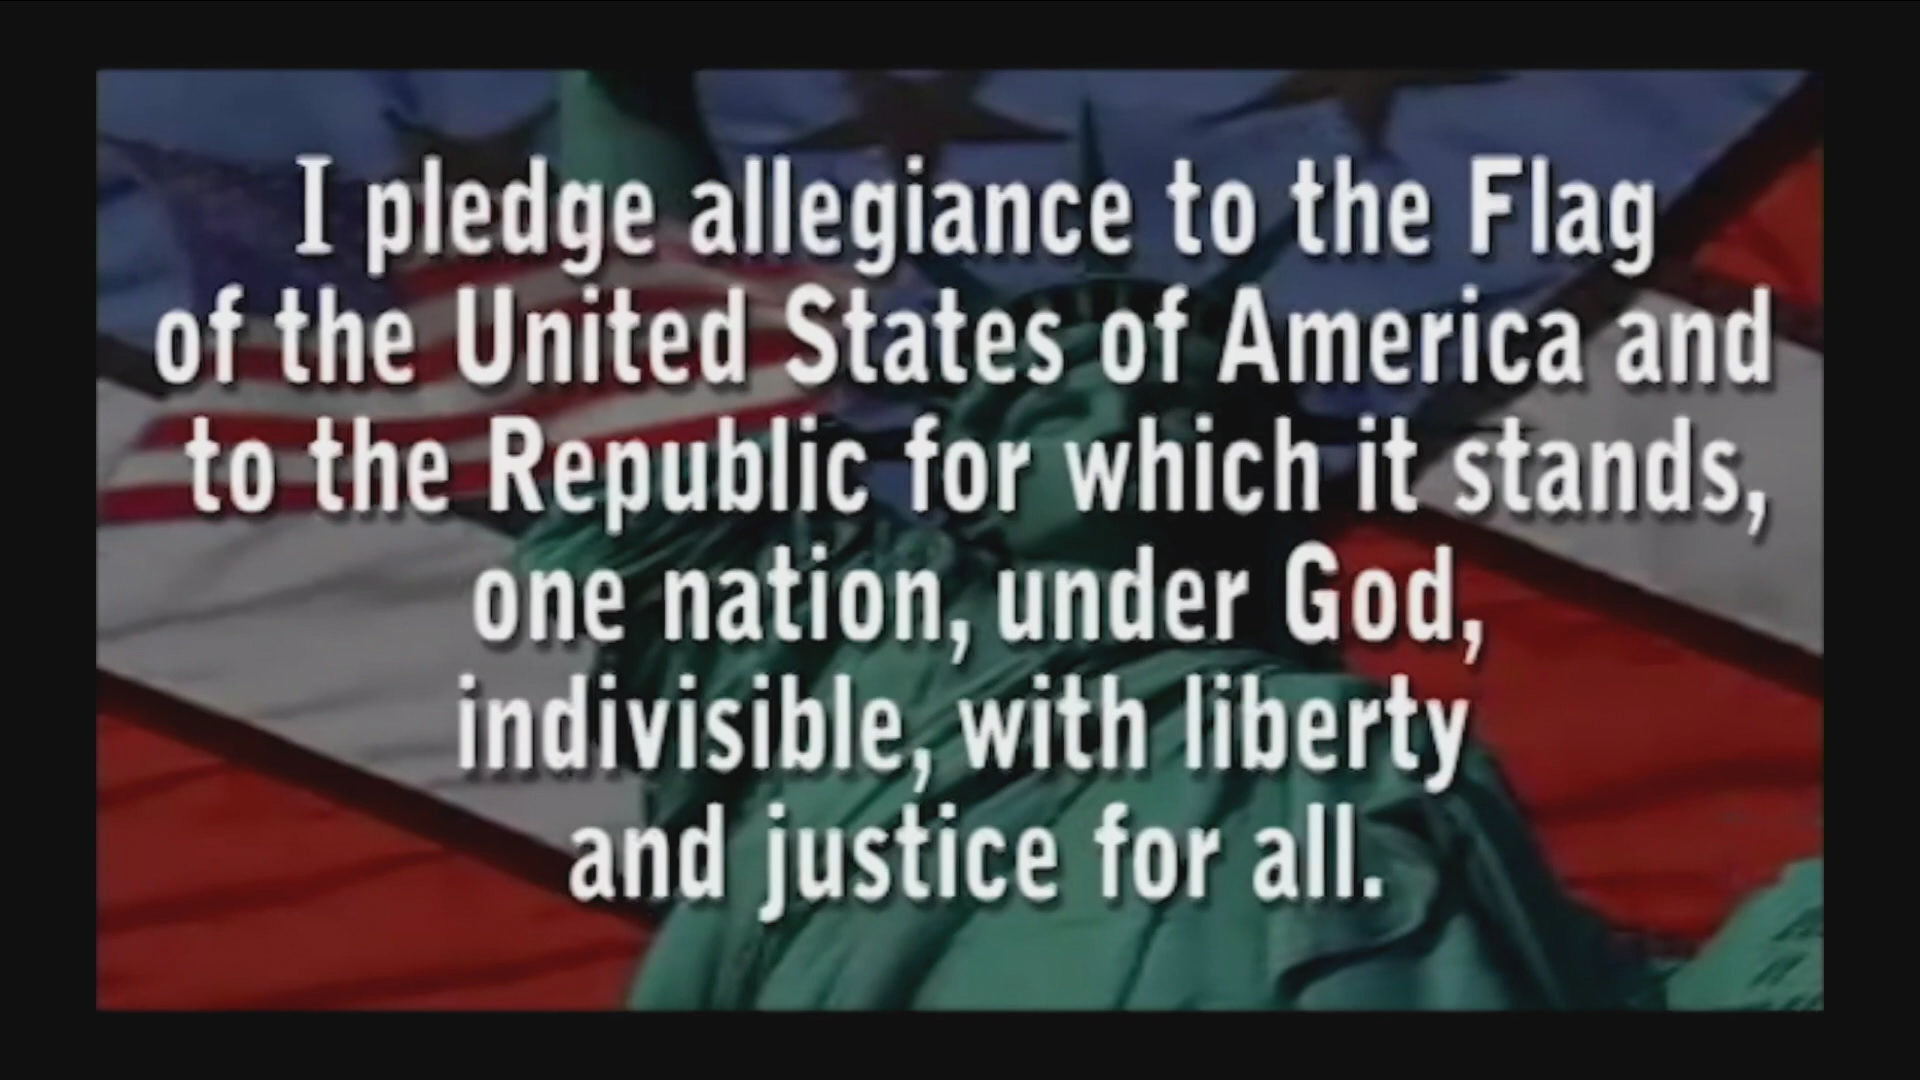 I pledge allegiance to the Flag
of the United States of America and
to the Republic for which it stands,
one nation, under God,
indivisible, with liberty
and justice for all.